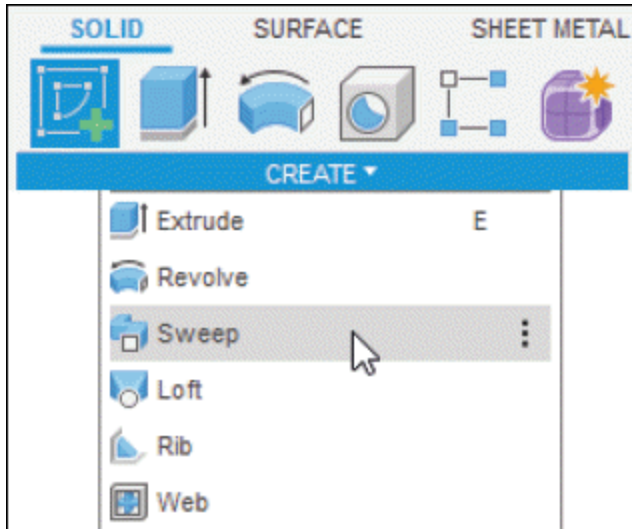 SOLID SURFACE SHEET METAL
CREATE ▾
Extrude E
Revolve
Sweep
Loft
Rib
Web